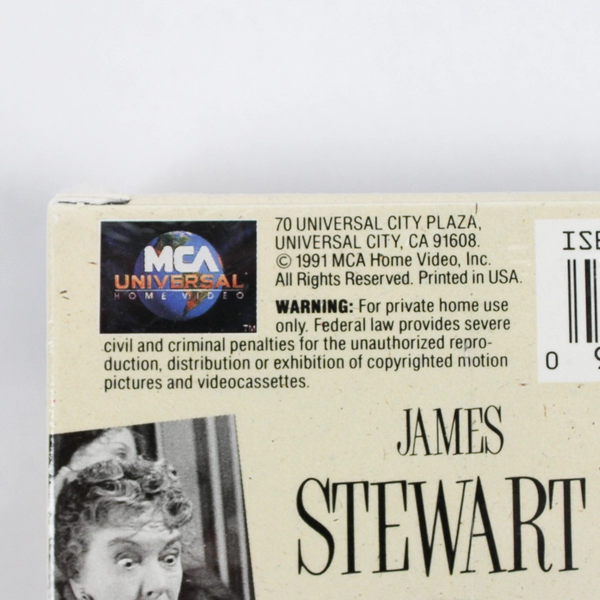 MCA
UNIVERSAL
HOME VIDEO
TM
70 UNIVERSAL CITY PLAZA,
UNIVERSAL CITY, CA 91608.
© 1991 MCA Home Video, Inc.
All Rights Reserved. Printed in USA.
WARNING: For private home use
only. Federal law provides severe
civil and criminal penalties for the unauthorized repro-
duction, distribution or exhibition of copyrighted motion
pictures and videocassettes.
JAMES
STEWART
0